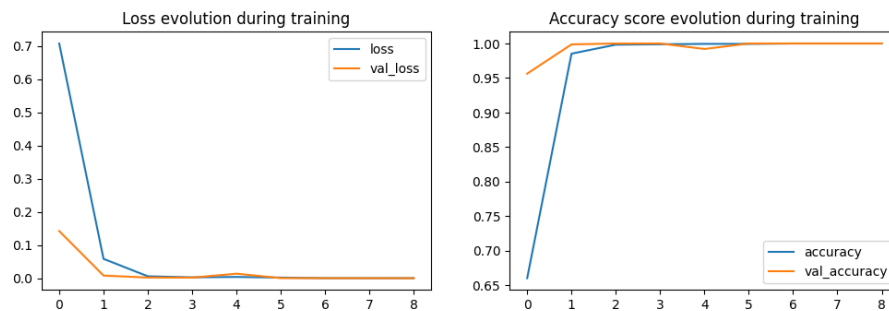 Loss evolution during training
0.7
0.6
0.5
0.4
0.3
0.2
0.1
0.0
0 1 2 3 4 5 6 7 8
loss
val_loss
Accuracy score evolution during training
1.00
0.95
0.90
0.85
0.80
0.75
0.70
0.65
0 1 2 3 4 5 6 7 8
accuracy
val_accuracy